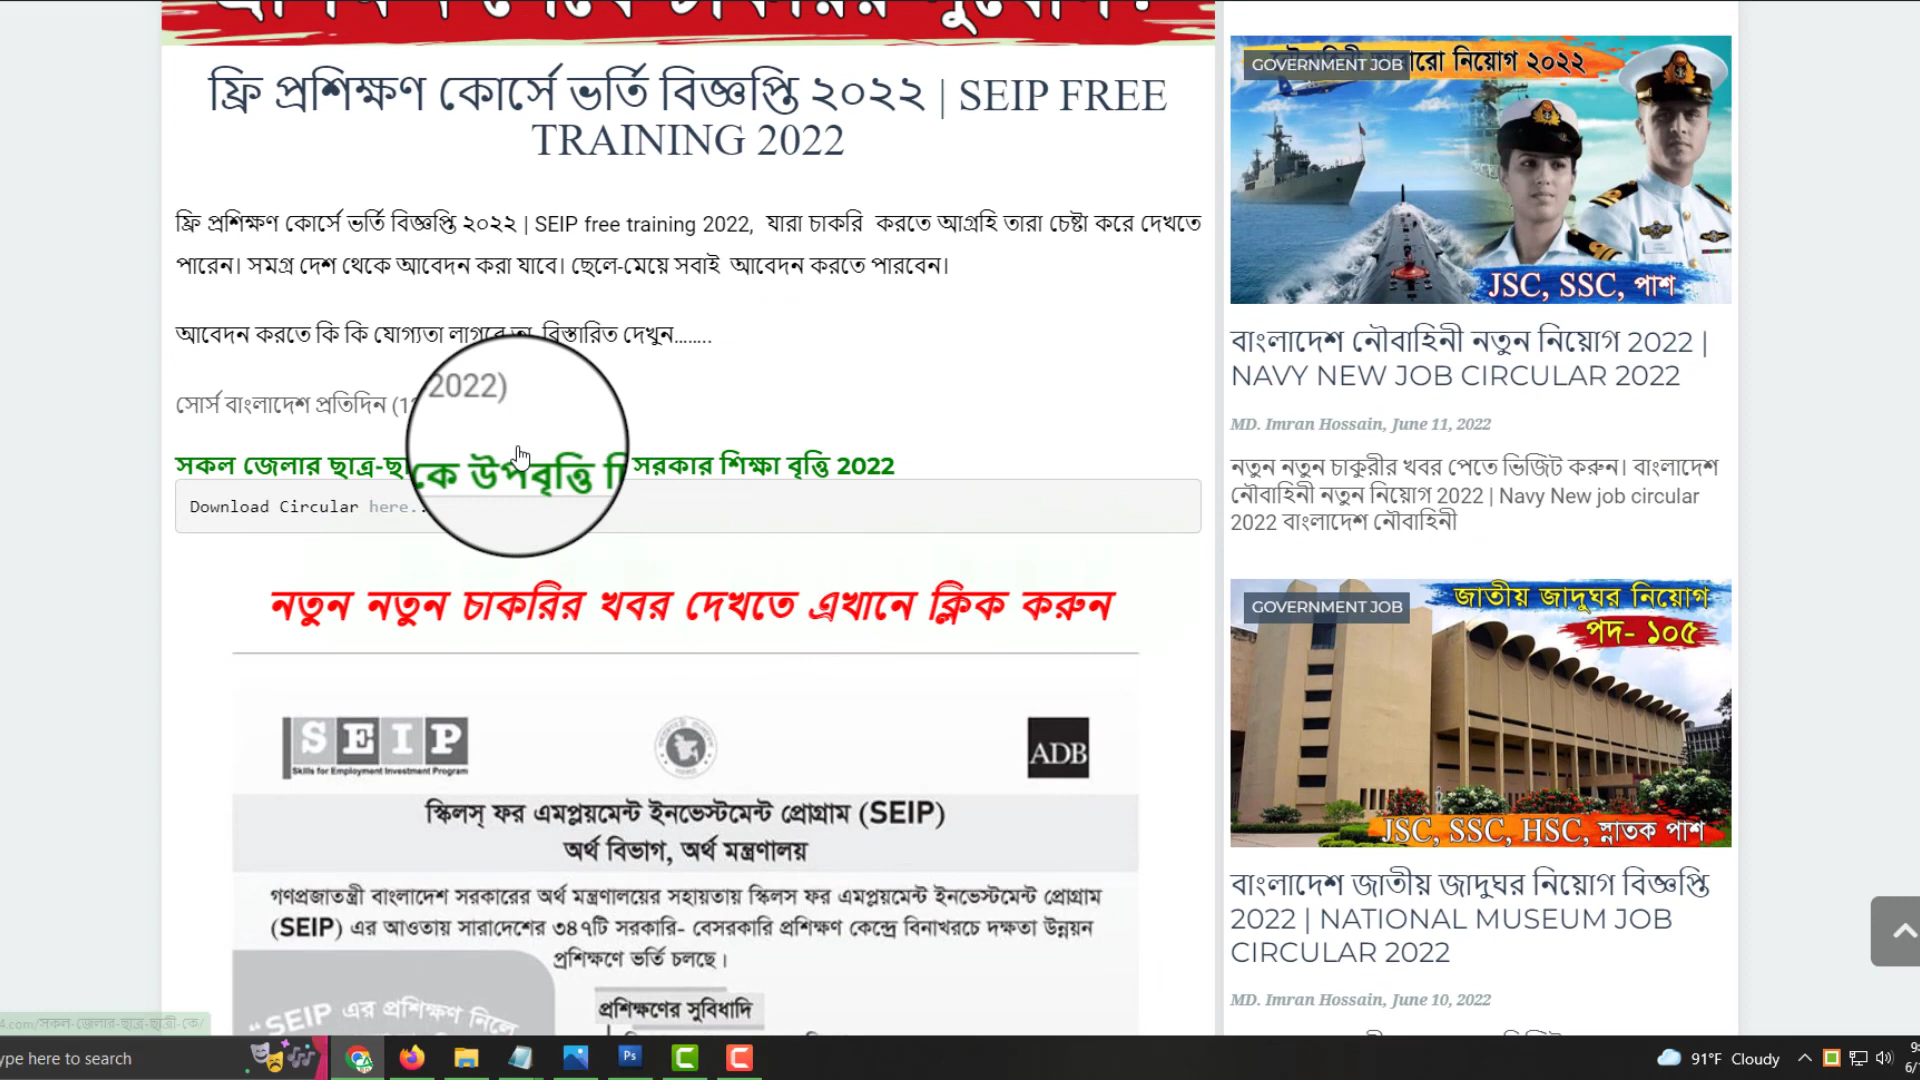 ফ্রি প্রশিক্ষণ কোর্সে ভর্তি বিজ্ঞপ্তি ২০২২ | SEIP FREE
TRAINING 2022
ফ্রি প্রশিক্ষণ কোর্সে ভর্তি বিজ্ঞপ্তি ২০২২ | SEIP free training 2022, যারা চাকরি করতে আগ্রহি তারা চেষ্টা করে দেখতে
পারেন। সমগ্র দেশ থেকে আবেদন করা যাবে। ছেলে-মেয়ে সবাই আবেদন করতে পারবেন।
আবেদন করতে কি কি যোগ্যতা লাগবে তা বিস্তারিত দেখুন……..
সোর্স বাংলাদেশ প্রতিদিন 2022)
সকল জেলার ছাত্র- কে উপবৃত্তি সরকার শিক্ষা বৃত্তি 2022
Download Circular here..
নতুন নতুন চাকরির খবর দেখতে এখানে ক্লিক করুন
SEIP
Skills for Employment Investment Program
ADB
স্কিলস্ ফর এমপ্লয়মেন্ট ইনভেস্টমেন্ট প্রোগ্রাম (SEIP)
অর্থ বিভাগ, অর্থ মন্ত্রণালয়
গণপ্রজাতন্ত্রী বাংলাদেশ সরকারের অর্থ মন্ত্রণালয়ের সহায়তায় স্কিলস ফর এমপ্লয়মেন্ট ইনভেস্টমেন্ট প্রোগ্রাম
(SEIP) এর আওতায় সারাদেশের ৩৪৭টি সরকারি- বেসরকারি প্রশিক্ষণ কেন্দ্রে বিনাখরচে দক্ষতা উন্নয়ন
প্রশিক্ষণে ভর্তি চলছে।
প্রশিক্ষণের সুবিধাদি
“SEIP এর প্রশিক্ষণ নিলে
GOVERNMENT JOB
নিয়োগ ২০২২
JSC, SSC, পাশ
বাংলাদেশ নৌবাহিনী নতুন নিয়োগ 2022 |
NAVY NEW JOB CIRCULAR 2022
MD. Imran Hossain, June 11, 2022
নতুন নতুন চাকুরীর খবর পেতে ভিজিট করুন। বাংলাদেশ
নৌবাহিনী নতুন নিয়োগ 2022 | Navy New job circular
2022 বাংলাদেশ নৌবাহিনী
GOVERNMENT JOB
জাতীয় জাদুঘর নিয়োগ
পদ- ১০৫
JSC, SSC, HSC, স্নাতক পাশ
বাংলাদেশ জাতীয় জাদুঘর নিয়োগ বিজ্ঞপ্তি
2022 | NATIONAL MUSEUM JOB
CIRCULAR 2022
MD. Imran Hossain, June 10, 2022
4.com/সকল-জেলার-ছাত্র-ছাত্রী-কে/
ype here to search
Ps
91°F Cloudy